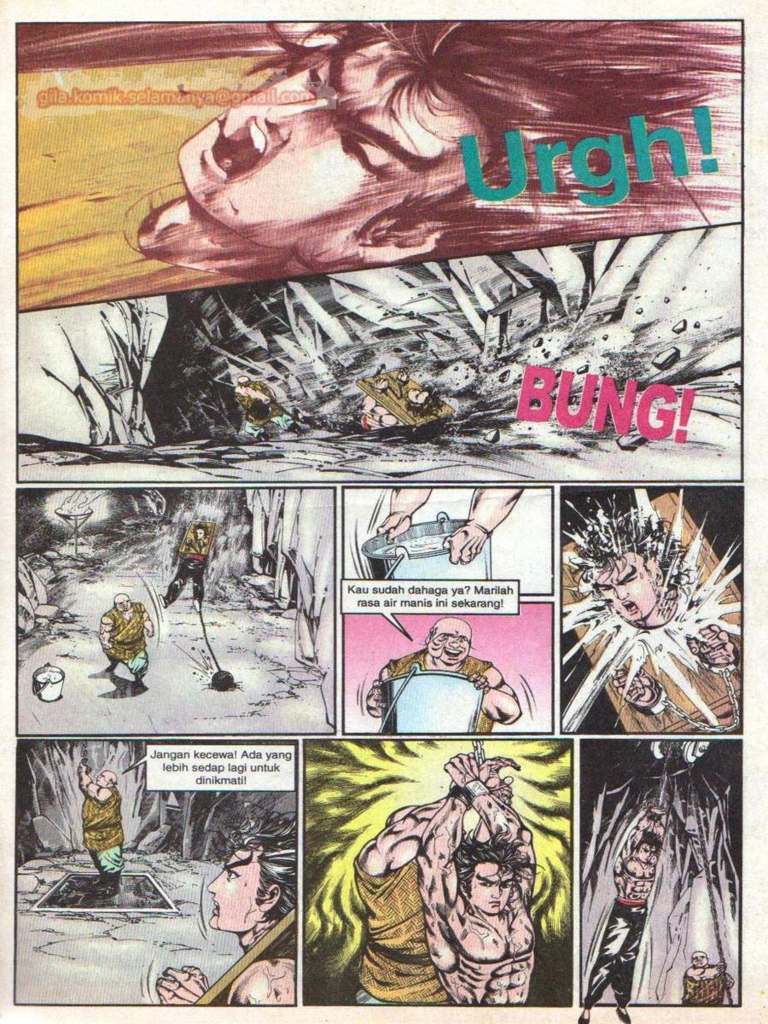 gila.komik.selamanya@gmail.com
Urgh!
BUNG!
Kau sudah dahaga ya? Marilah
rasa air manis ini sekarang!
Jangan kecewa! Ada yang
lebih sedap lagi untuk
dinikmati!